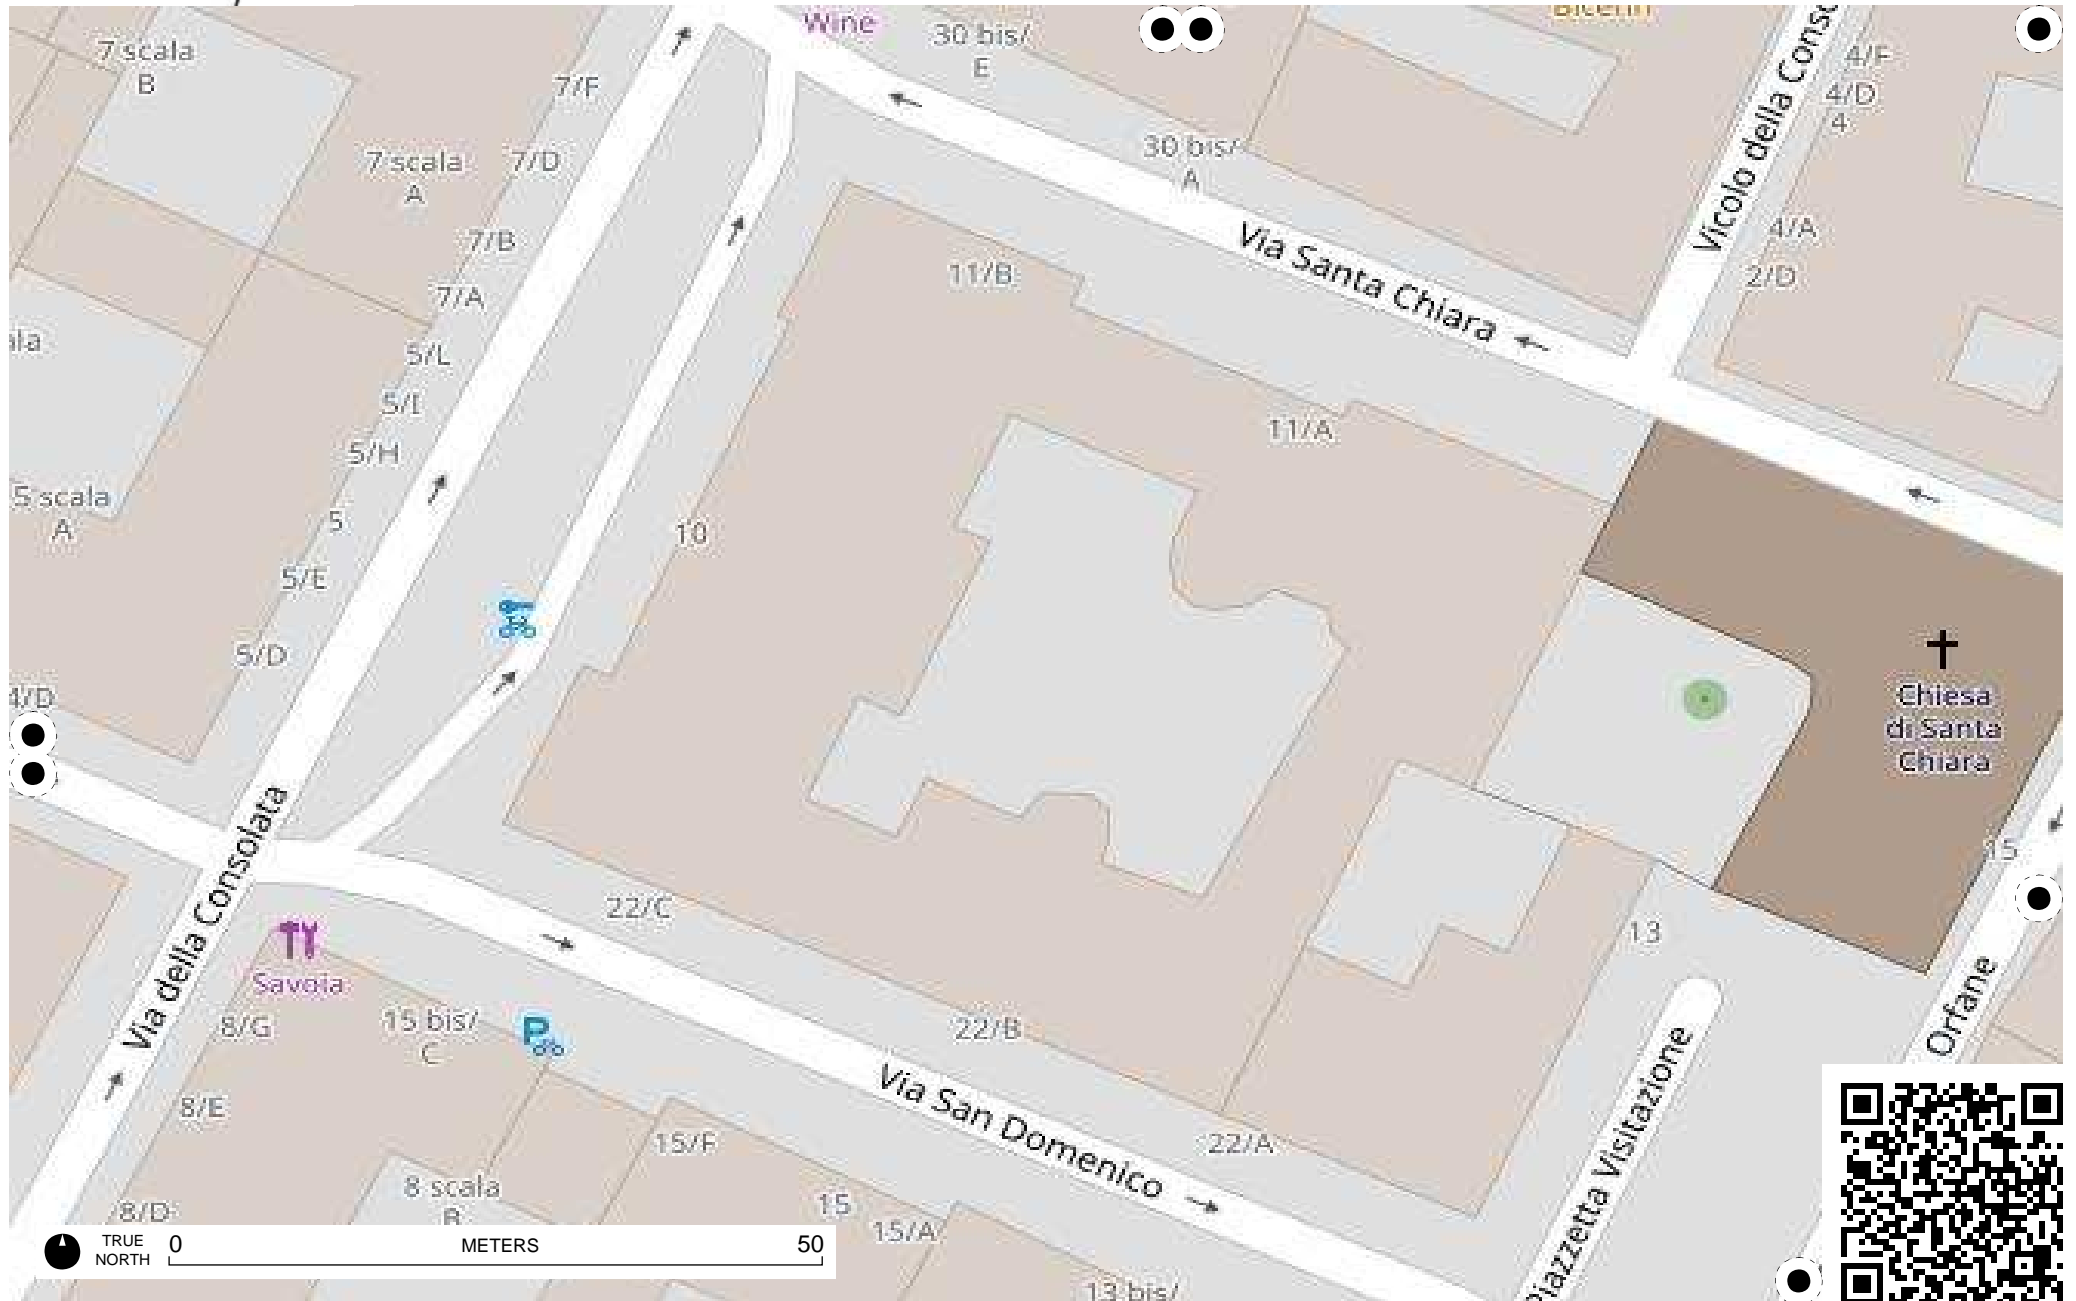 Wine
30 bis/
E
7 scala
B
7/F
4/F
4/D
4
7 scala
A
7/D
30 bis/
A
Vicolo della Conso
7/B
4/A
Via Santa Chiara
11/B
2/D
7/A
5/L
5/I
11/A
5/H
5 scala
A
5
10
5/E
5/D
4/D
Chiesa
di Santa
Chiara
Via della Consolata
15
22/C
13
Savoia
Orfane
8/G
15 bis/
C
P
22/B
Via San Domenico
8/E
15/F
22/A
Piazzetta Visitazione
8 scala
B
8/D
15
15/A
TRUE
NORTH
0
METERS
50
13 bis/